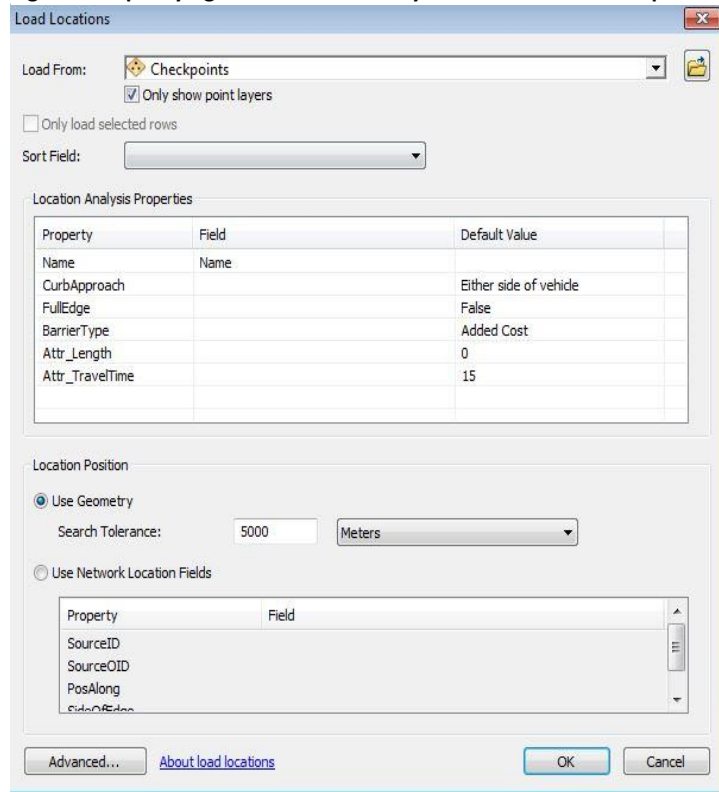 Load Locations
Load From: Checkpoints
Only show point layers
Only load selected rows
Sort Field:
Location Analysis Properties
Property Field Default Value
Name Name
CurbApproach Either side of vehicle
FullEdge False
BarrierType Added Cost
Attr_Length 0
Attr_TravelTime 15
Location Position
Use Geometry
Search Tolerance: 5000 Meters
Use Network Location Fields
Property Field
SourceID
SourceOID
PosAlong
SideOfEdge
Advanced... About load locations OK Cancel